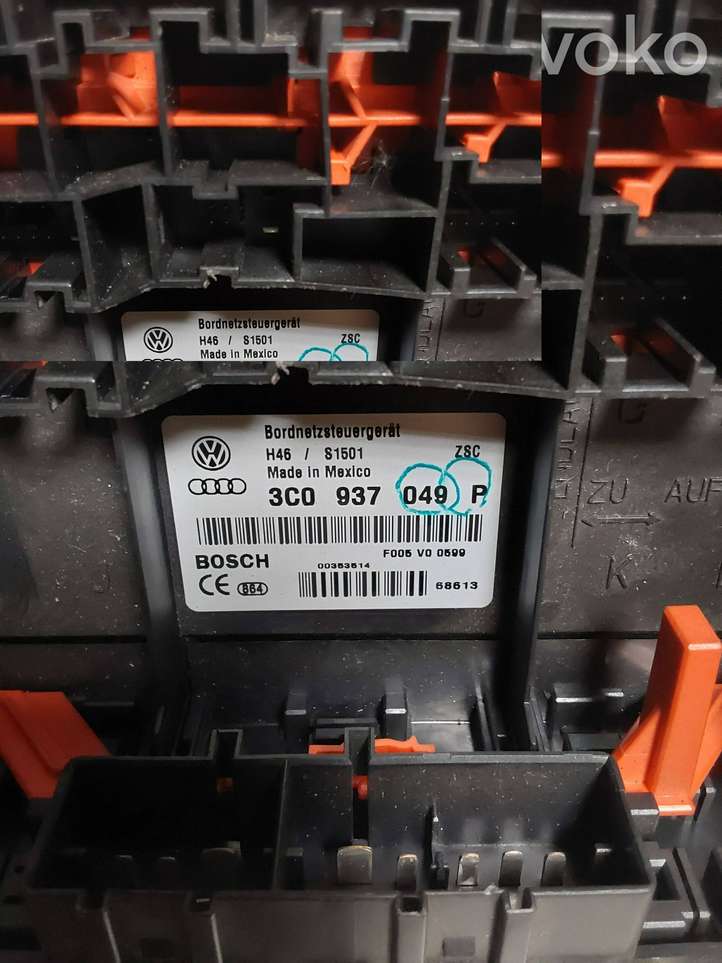 voko
Bordnetzsteuergerät
H46 / S1501 ZSC
Made in Mexico
G
Bordnetzsteuergerät
H46 / S1501 ZSC
Made in Mexico
3C0 937 049 P
BOSCH
F005 V0 0599
00353514
CE 864
68613
G
ZU AUF
K
J